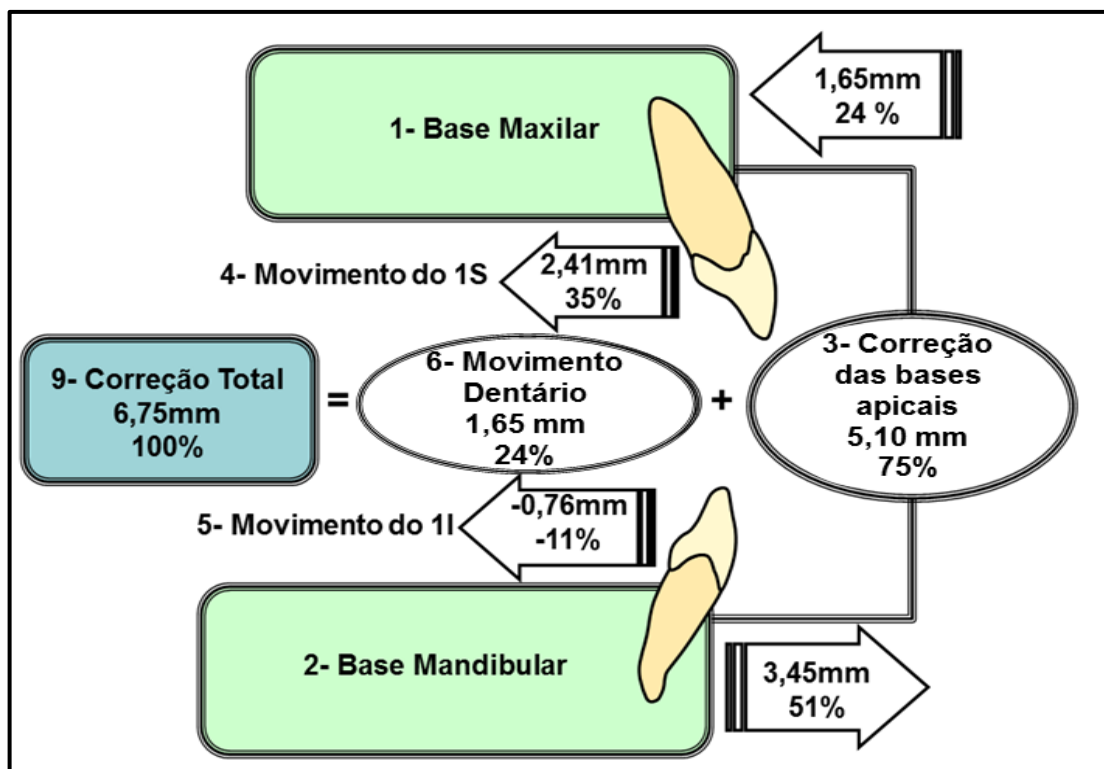 1,65mm
24 %
1- Base Maxilar
4- Movimento do 1S
2,41mm
35%
9- Correção Total
6,75mm
100%
=
6- Movimento
Dentário
1,65 mm
24%
+
3- Correção
das bases
apicais
5,10 mm
75%
5- Movimento do 1I
-0,76mm
-11%
2- Base Mandibular
3,45mm
51%